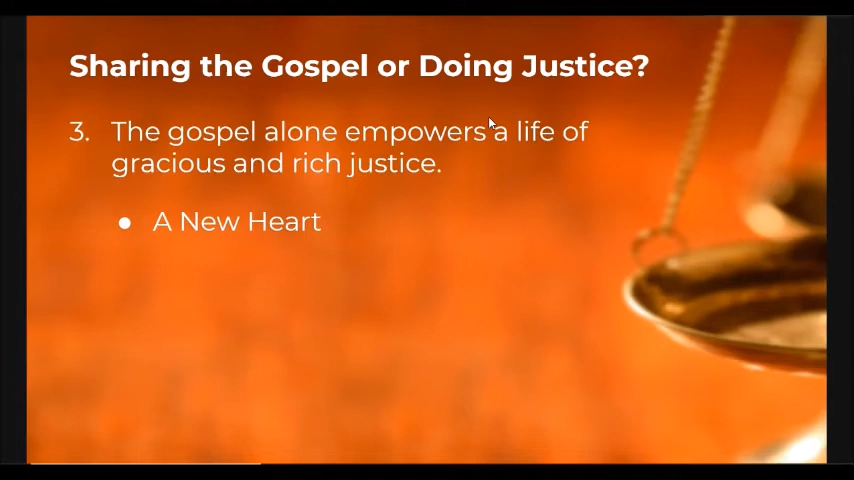 Sharing the Gospel or Doing Justice?
3. The gospel alone empowers a life of
gracious and rich justice.
● A New Heart